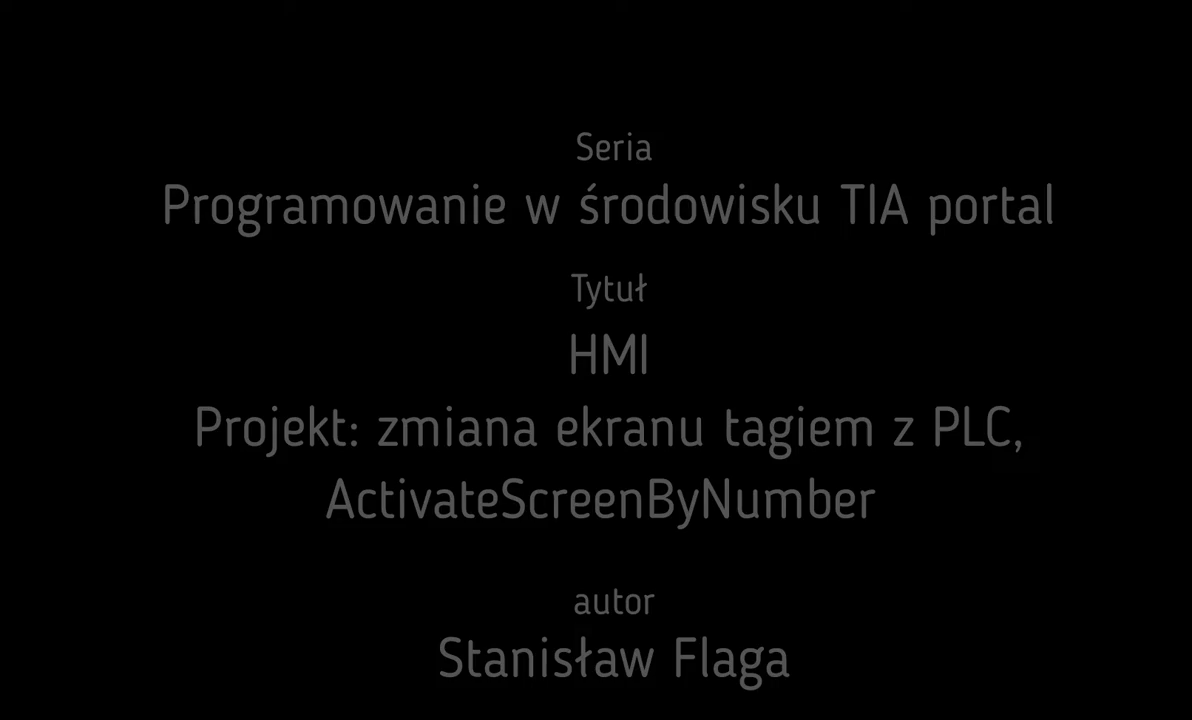 Seria
Programowanie w środowisku TIA portal
Tytuł
HMI
Projekt: zmiana ekranu tagiem z PLC,
ActivateScreenByNumber
autor
Stanisław Flaga